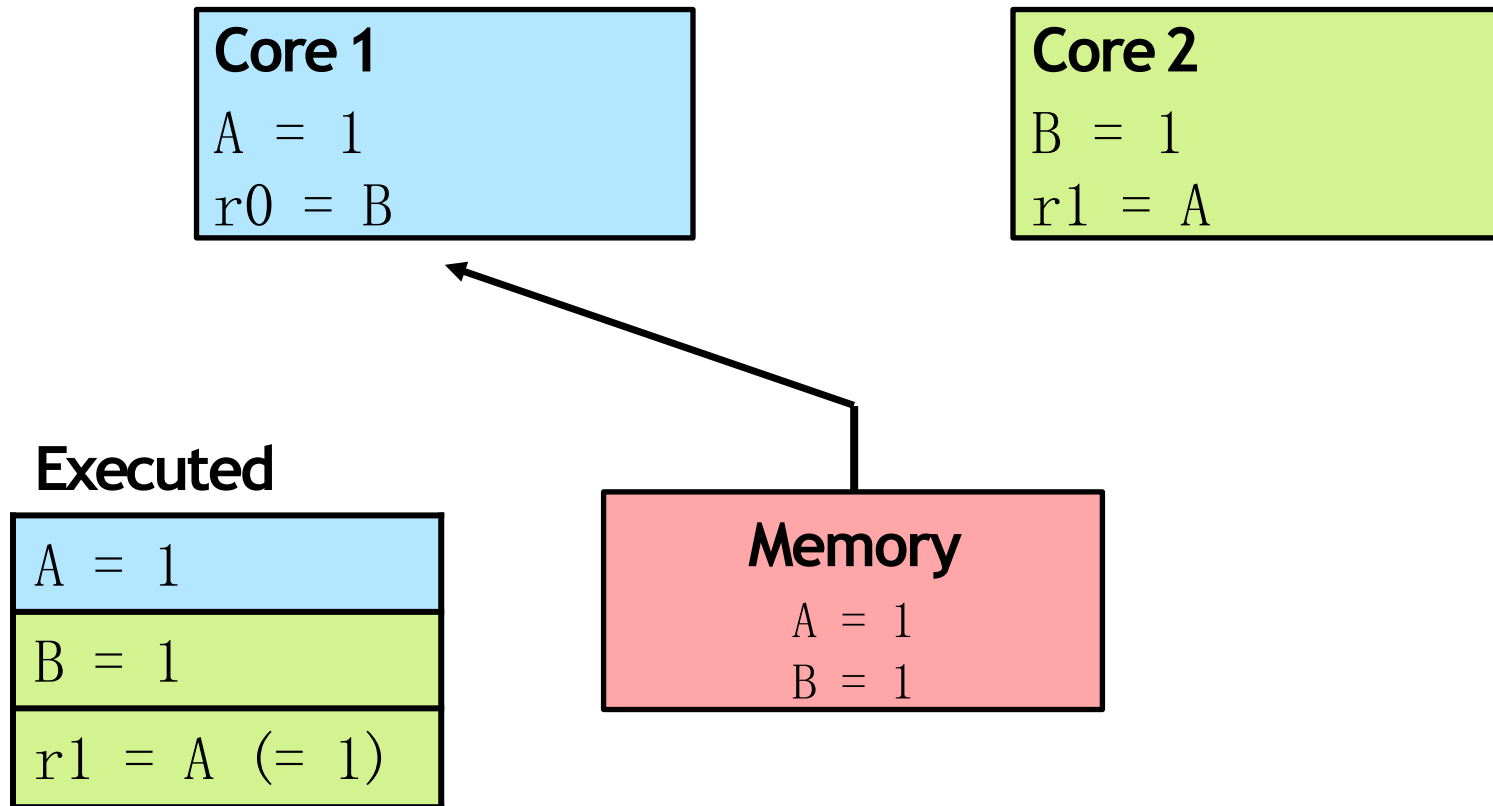 Core 1
A = 1
r0 = B
Core 2
B = 1
r1 = A
Executed
A = 1
B = 1
r1 = A (= 1)
Memory
A = 1
B = 1